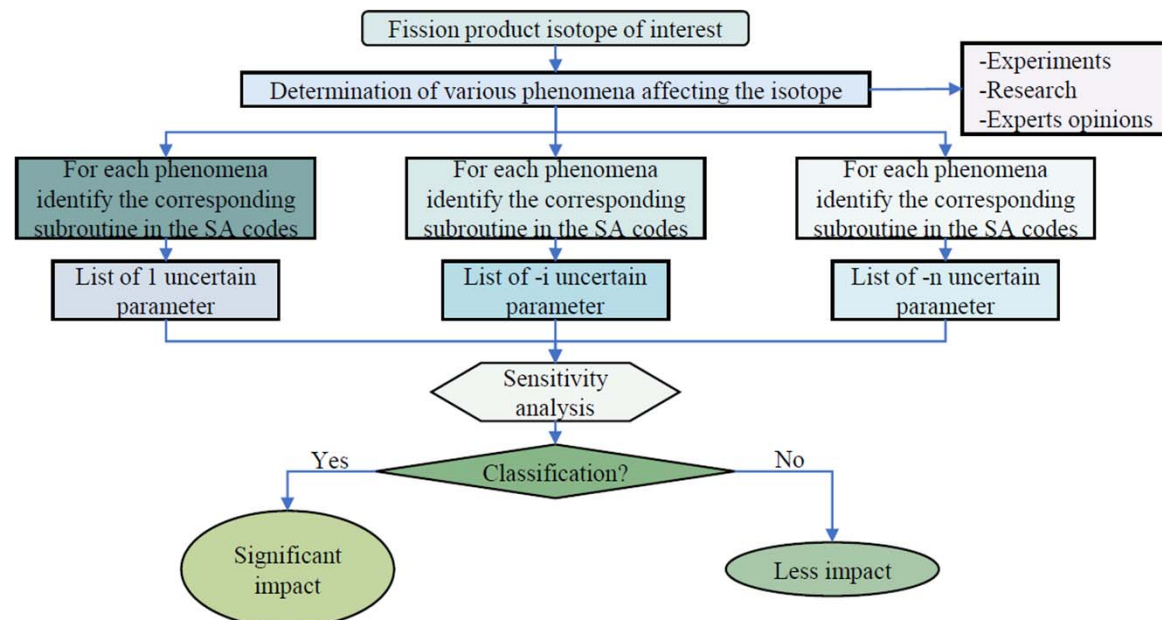 Fission product isotope of interest
Determination of various phenomena affecting the isotope
-Experiments
-Research
-Experts opinions
For each phenomena
identify the corresponding
subroutine in the SA codes
For each phenomena
identify the corresponding
subroutine in the SA codes
For each phenomena
identify the corresponding
subroutine in the SA codes
List of 1 uncertain
parameter
List of -i uncertain
parameter
List of -n uncertain
parameter
Sensitivity
analysis
Yes
Classification?
No
Significant
impact
Less impact